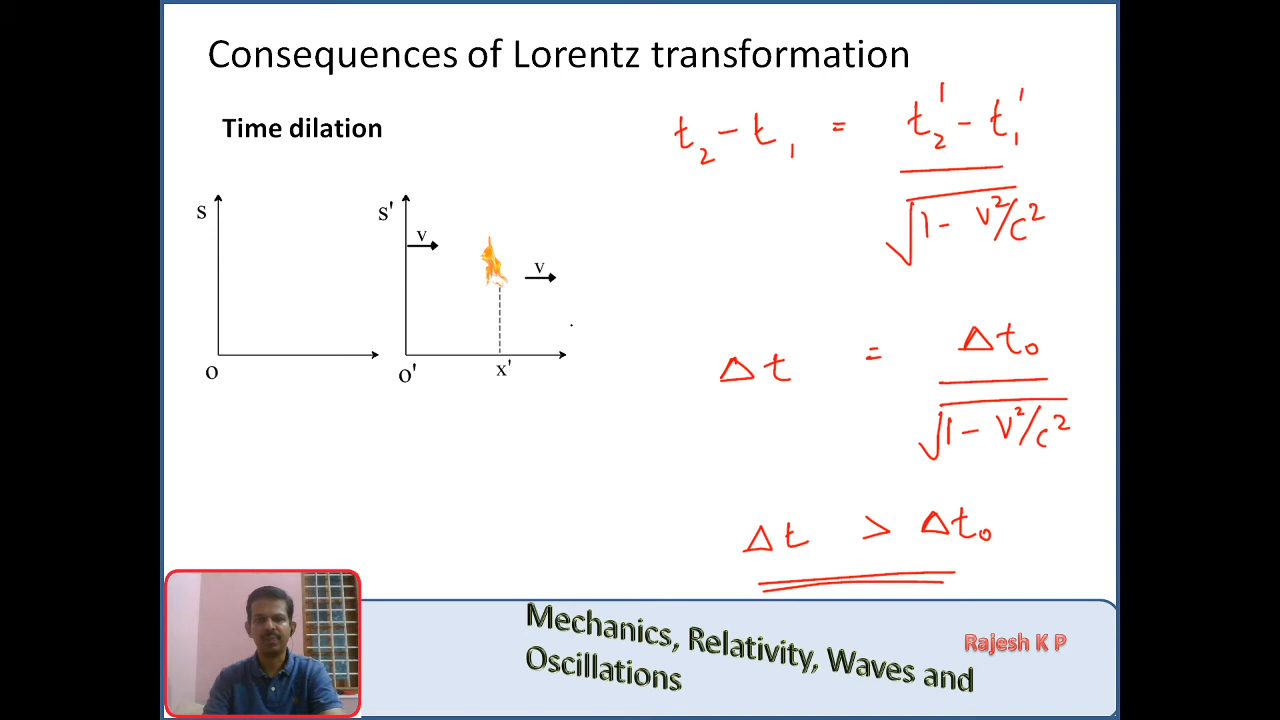 Consequences of Lorentz transformation
Time dilation
t₂ - t₁ = t₂' - t₁' / √1 - v²/c²
s
s'
v
v
o
o'
x'
Δt = Δt₀ / √1 - v²/c²
Δt > Δt₀
Mechanics, Relativity, Waves and
Oscillations
Rajesh K P